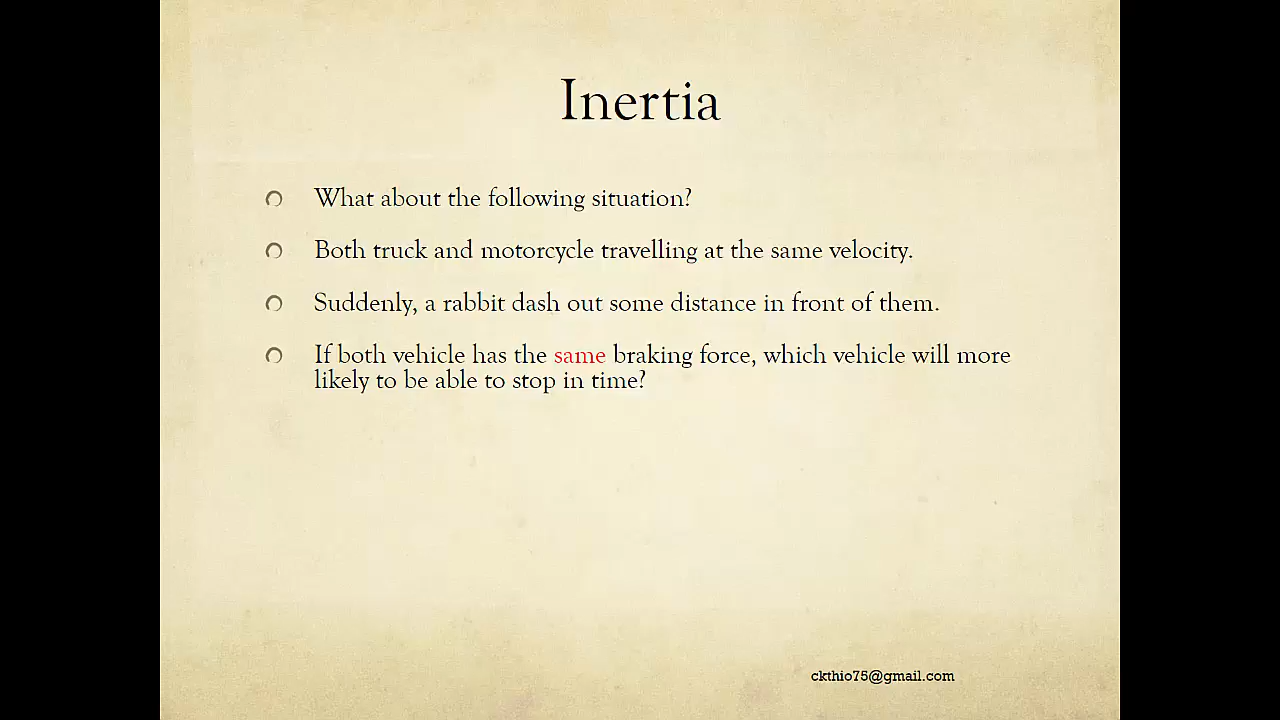 Inertia
What about the following situation?
Both truck and motorcycle travelling at the same velocity.
Suddenly, a rabbit dash out some distance in front of them.
If both vehicle has the same braking force, which vehicle will more
likely to be able to stop in time?
ckthio75@gmail.com